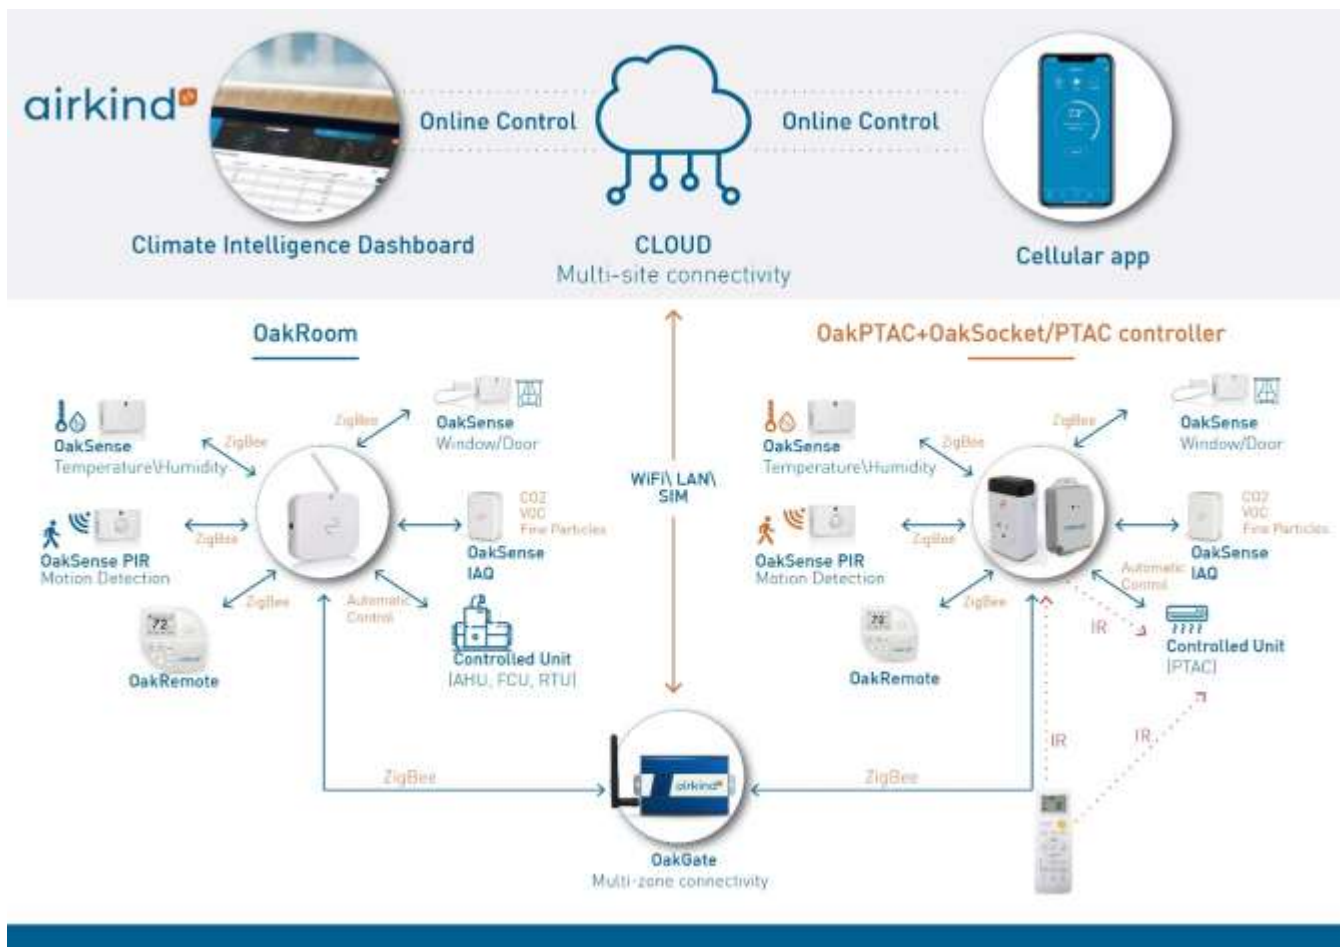 airkind
Online Control
Online Control
73°
Climate Intelligence Dashboard
CLOUD
Multi-site connectivity
Cellular app
OakRoom
OakPTAC+OakSocket/PTAC controller
ZigBee
OakSense
Window/Door
OakSense
Temperature\Humidity
ZigBee
CO2
VOC
Fine Particles
OakSense
IAQ
ZigBee
OakSense PIR
Motion Detection
ZigBee
Automatic
Control
72
OakRemote
Controlled Unit
(AHU, FCU, RTU)
WiFi\ LAN\
SIM
ZigBee
OakSense
Window/Door
OakSense
Temperature\Humidity
ZigBee
CO2
VOC
Fine Particles
OakSense
IAQ
ZigBee
OakSense PIR
Motion Detection
ZigBee
Automatic
Control
IR
72
OakRemote
Controlled Unit
(PTAC)
IR
IR
ZigBee
airkind
ZigBee
OakGate
Multi-zone connectivity